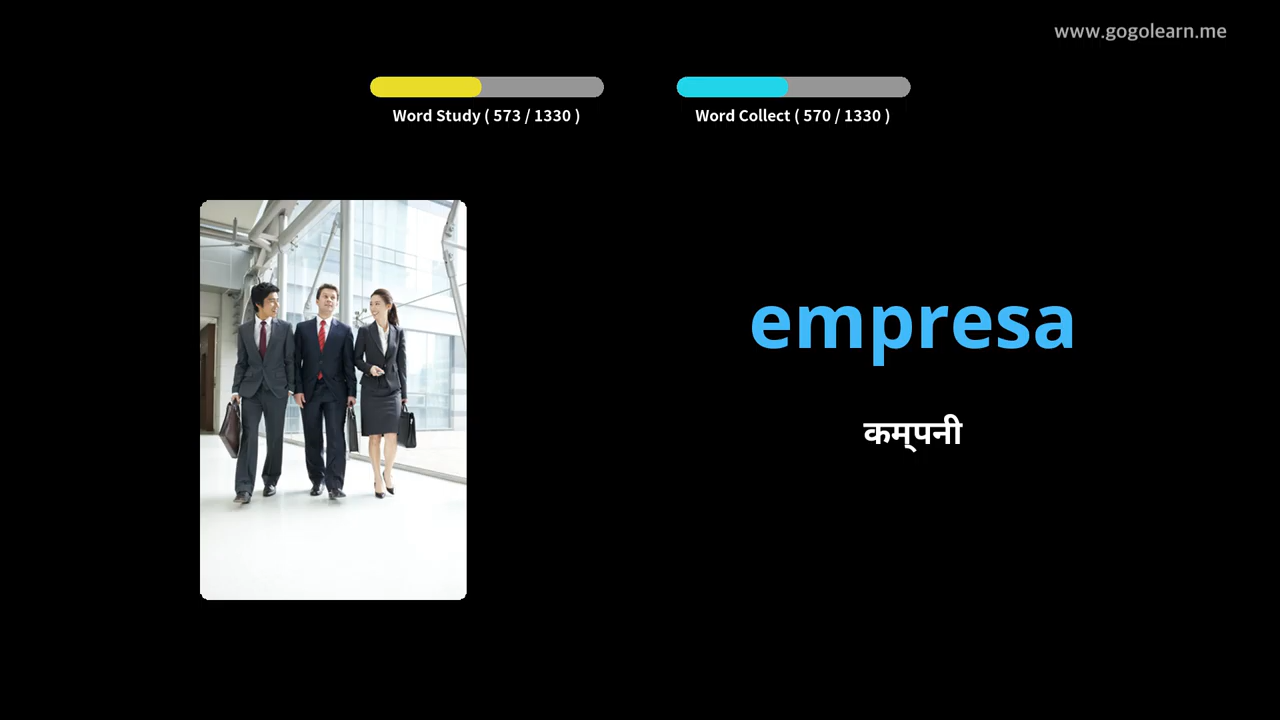 www.gogolearn.me
Word Study ( 573 / 1330 )
Word Collect ( 570 / 1330 )
empresa
कम्पनी